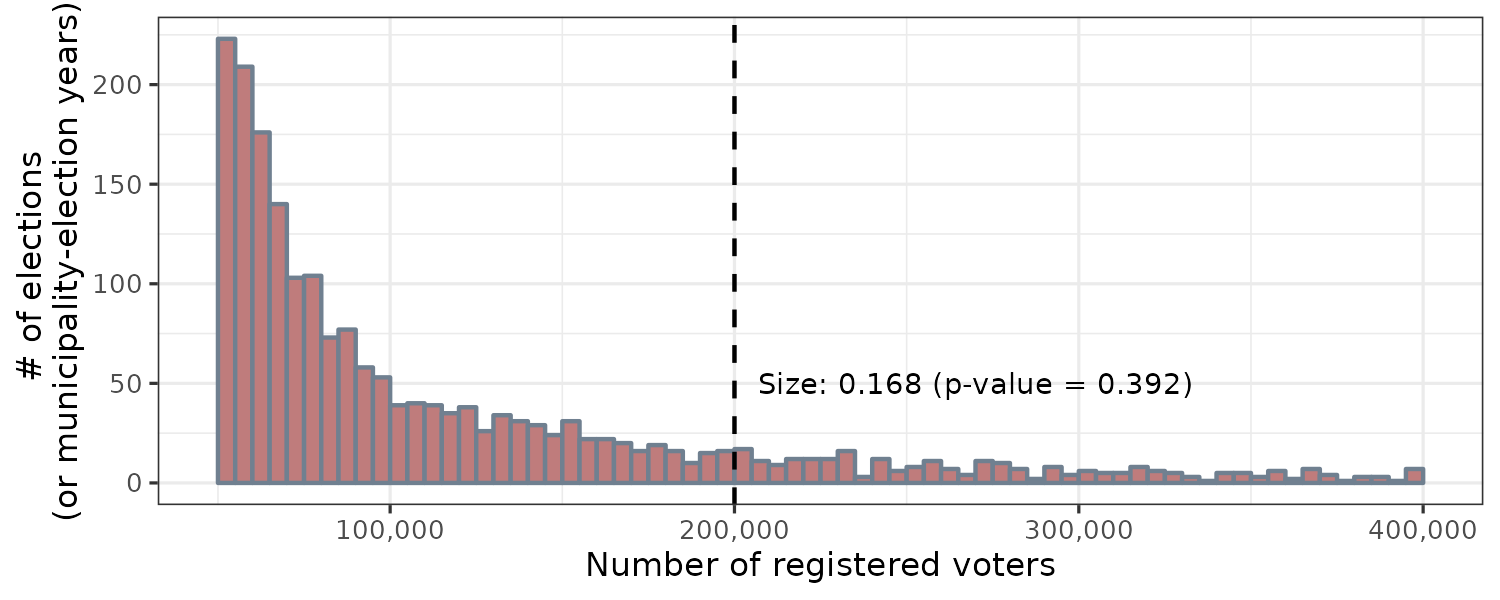 # of elections
(or municipality-election years)
200
150
100
50
0
Size: 0.168 (p-value = 0.392)
100,000
200,000
300,000
400,000
Number of registered voters